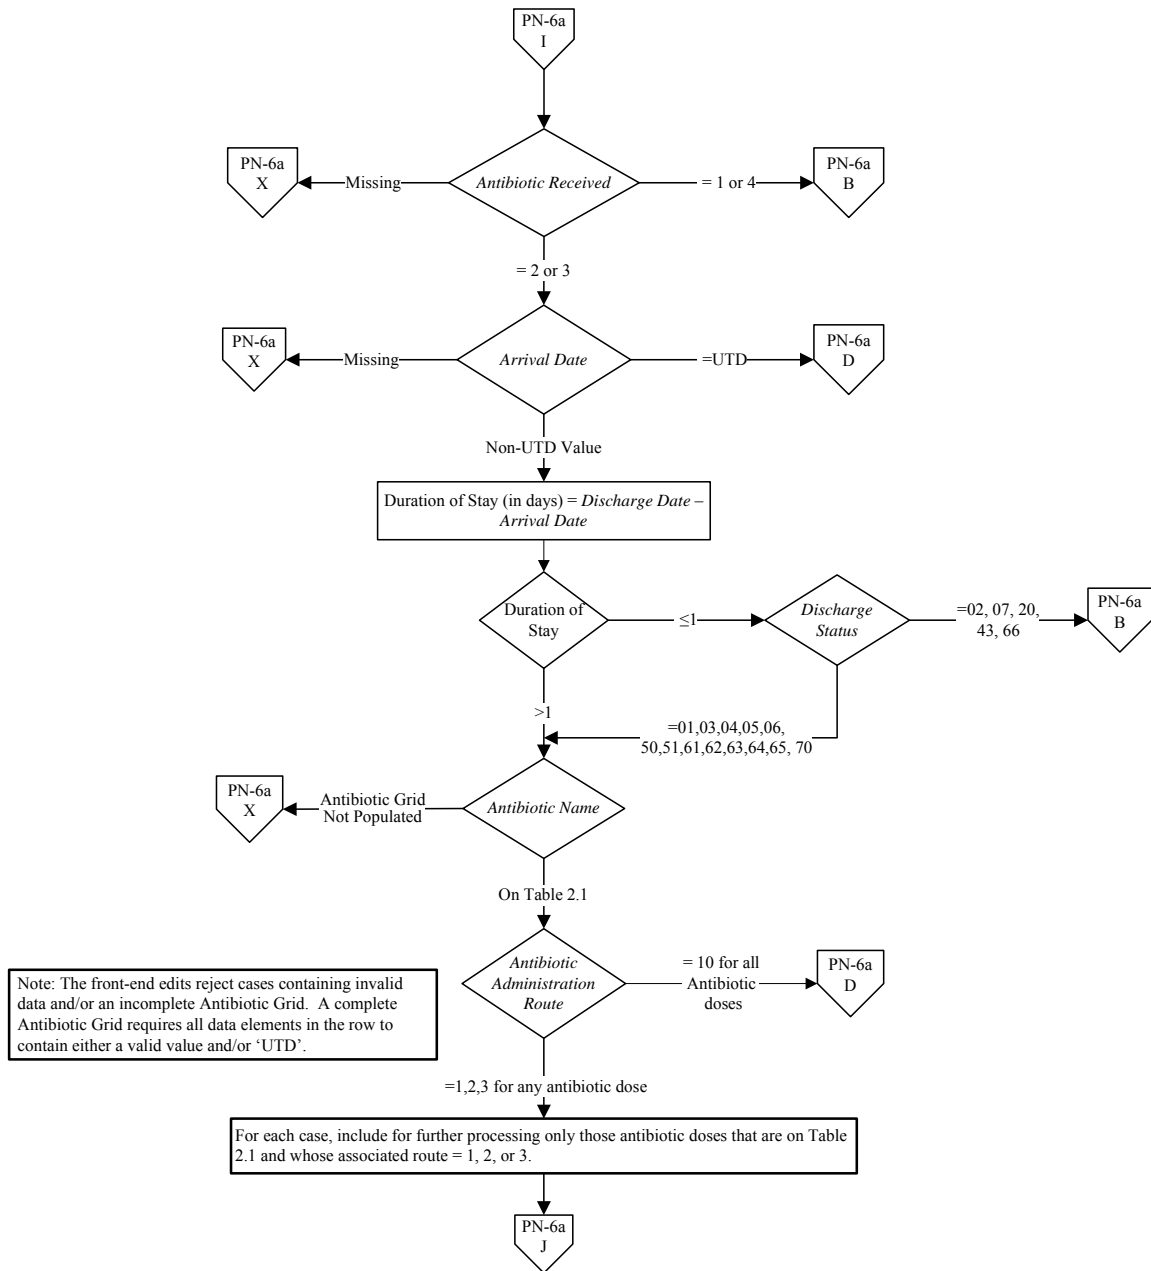 PN-6a
I
PN-6a
X
Missing
Antibiotic Received
= 1 or 4
PN-6a
B
= 2 or 3
PN-6a
X
Missing
Arrival Date
=UTD
PN-6a
D
Non-UTD Value
Duration of Stay (in days) = Discharge Date –
Arrival Date
Duration of
Stay
≤1
Discharge
Status
=02, 07, 20,
43, 66
PN-6a
B
>1
=01,03,04,05,06,
50,51,61,62,63,64,65, 70
PN-6a
X
Antibiotic Grid
Not Populated
Antibiotic Name
On Table 2.1
Antibiotic
Administration
Route
= 10 for all
Antibiotic
doses
PN-6a
D
Note: The front-end edits reject cases containing invalid
data and/or an incomplete Antibiotic Grid. A complete
Antibiotic Grid requires all data elements in the row to
contain either a valid value and/or ‘UTD’.
=1,2,3 for any antibiotic dose
For each case, include for further processing only those antibiotic doses that are on Table
2.1 and whose associated route = 1, 2, or 3.
PN-6a
J